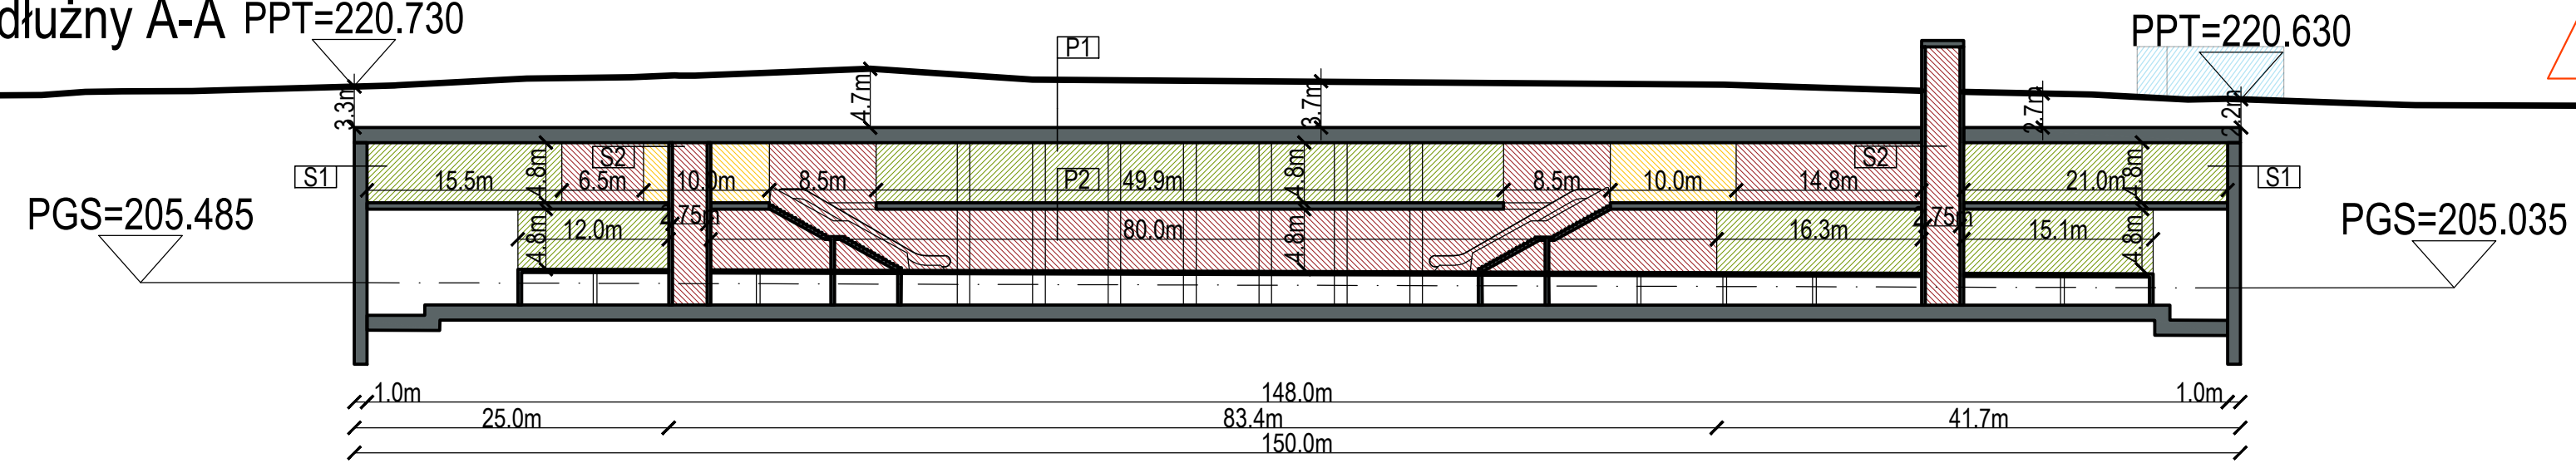 dłużny A-A PPT=220.730
PPT=220.630
P1
3.3m
4.7m
3.7m
2.7m
2.2m
S1
S2
P2
S2
S1
15.5m
4.8m
6.5m
10.0m
8.5m
49.9m
4.8m
8.5m
10.0m
14.8m
21.0m
4.8m
PGS=205.485
PGS=205.035
12.0m
4.8m
75m
80.0m
4.8m
16.3m
75m
15.1m
4.8m
1.0m
148.0m
1.0m
25.0m
83.4m
41.7m
150.0m